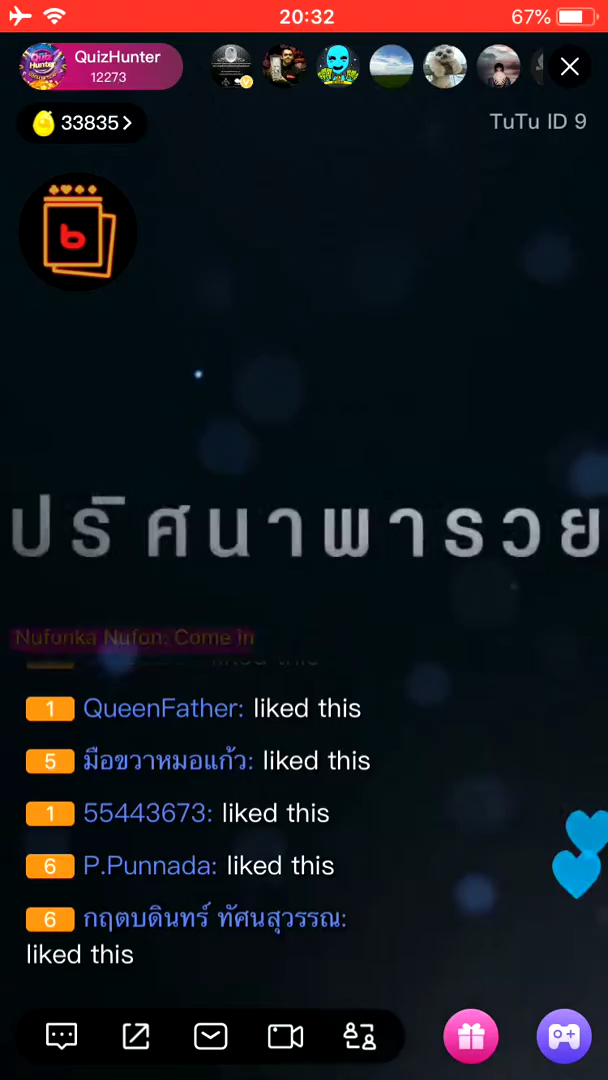 20:32
67%
QuizHunter
12273
33835
TuTu ID 9
b
ปริศนาพารวย
Nufonka Nufon: Come in
liked this
1 QueenFather: liked this
5 มือขวาหมอแก้ว: liked this
1 55443673: liked this
6 P.Punnada: liked this
6 กฤตบดินทร์ ทัศนสุวรรณ:
liked this